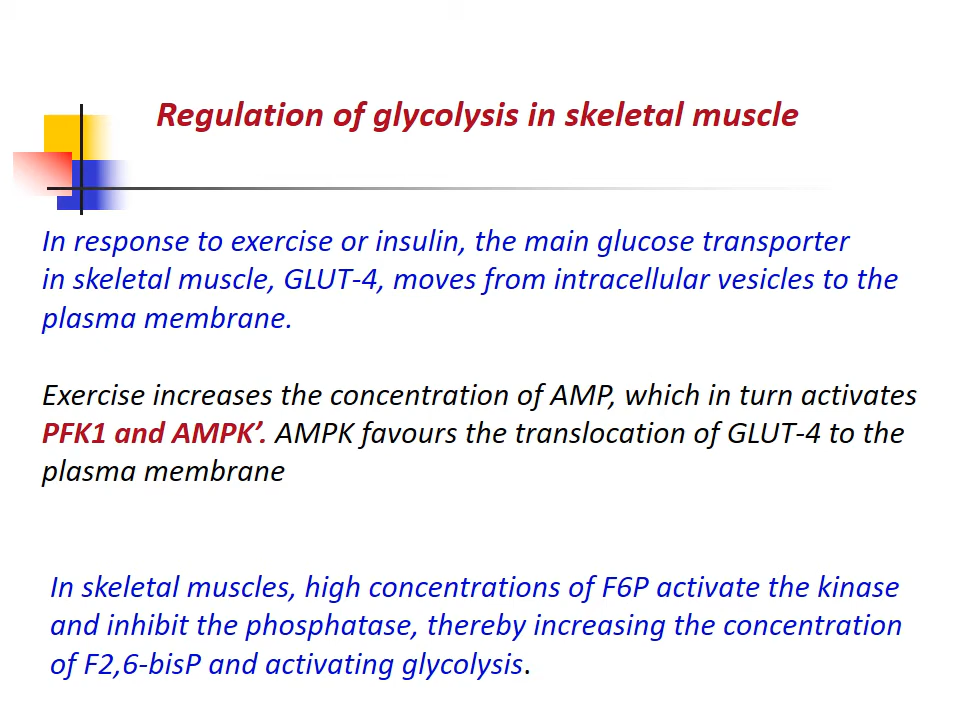 Regulation of glycolysis in skeletal muscle
In response to exercise or insulin, the main glucose transporter
in skeletal muscle, GLUT-4, moves from intracellular vesicles to the
plasma membrane.
Exercise increases the concentration of AMP, which in turn activates
PFK1 and AMPK’. AMPK favours the translocation of GLUT-4 to the
plasma membrane
In skeletal muscles, high concentrations of F6P activate the kinase
and inhibit the phosphatase, thereby increasing the concentration
of F2,6-bisP and activating glycolysis.